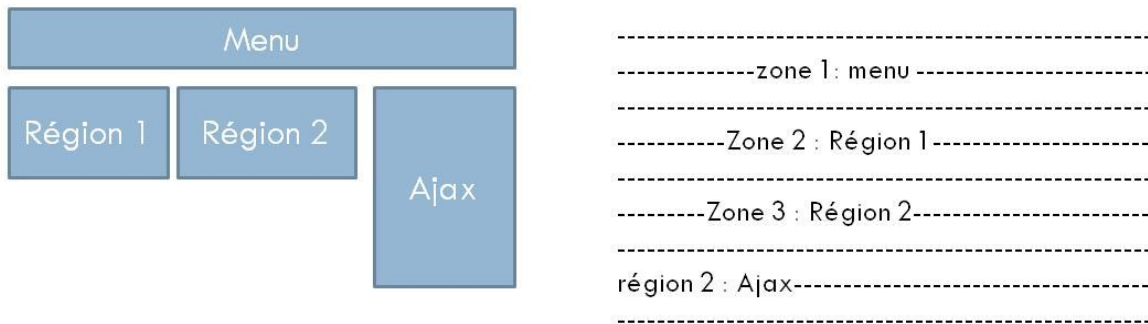 Menu
Région 1
Région 2
Ajax
--------------------------------------------------------
--------------zone 1: menu ------------------------
--------------------------------------------------------
-----------Zone 2 : Région 1----------------------
--------------------------------------------------------
---------Zone 3 : Région 2------------------------
--------------------------------------------------------
région 2 : Ajax------------------------------------
--------------------------------------------------------